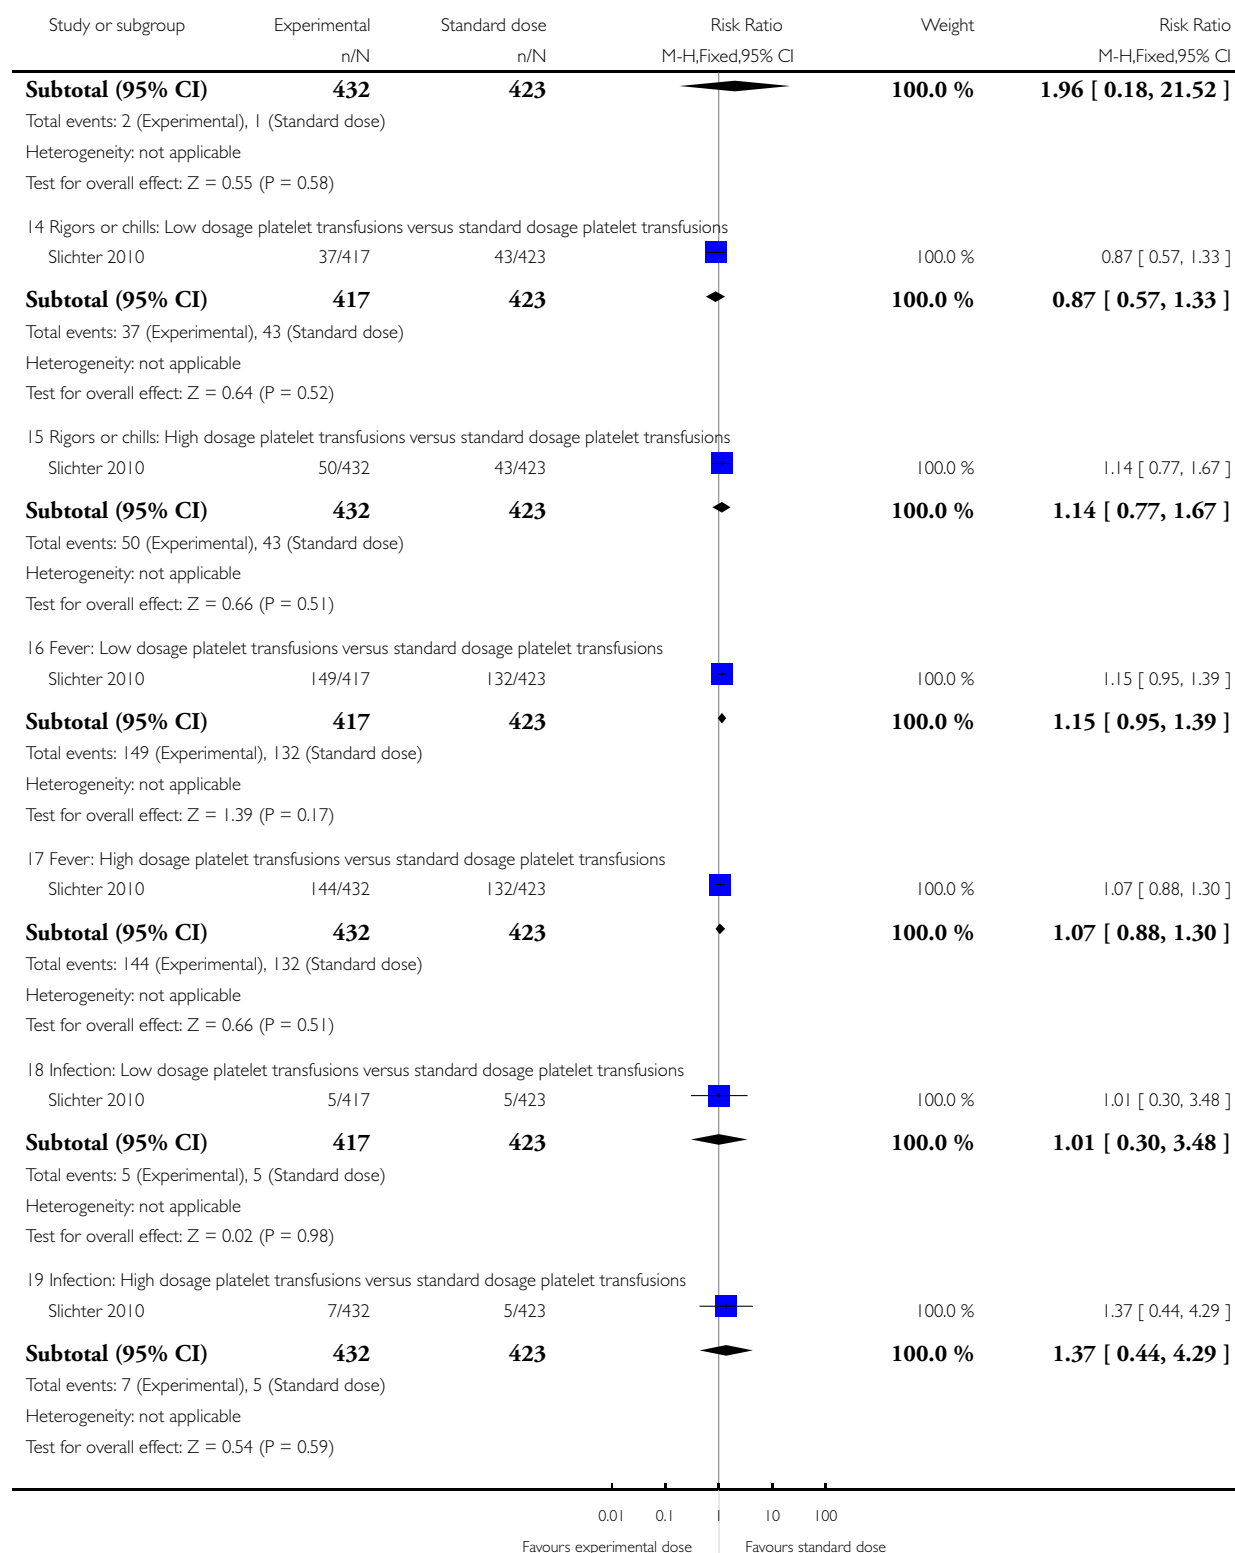 Study or subgroup Experimental Standard dose Risk Ratio Weight Risk Ratio
n/N n/N M-H,Fixed,95% CI M-H,Fixed,95% CI
Subtotal (95% CI) 432 423 100.0 % 1.96 [ 0.18, 21.52 ]
Total events: 2 (Experimental), 1 (Standard dose)
Heterogeneity: not applicable
Test for overall effect: Z = 0.55 (P = 0.58)
14 Rigors or chills: Low dosage platelet transfusions versus standard dosage platelet transfusions
Slichter 2010 37/417 43/423 100.0 % 0.87 [ 0.57, 1.33 ]
Subtotal (95% CI) 417 423 100.0 % 0.87 [ 0.57, 1.33 ]
Total events: 37 (Experimental), 43 (Standard dose)
Heterogeneity: not applicable
Test for overall effect: Z = 0.64 (P = 0.52)
15 Rigors or chills: High dosage platelet transfusions versus standard dosage platelet transfusions
Slichter 2010 50/432 43/423 100.0 % 1.14 [ 0.77, 1.67 ]
Subtotal (95% CI) 432 423 100.0 % 1.14 [ 0.77, 1.67 ]
Total events: 50 (Experimental), 43 (Standard dose)
Heterogeneity: not applicable
Test for overall effect: Z = 0.66 (P = 0.51)
16 Fever: Low dosage platelet transfusions versus standard dosage platelet transfusions
Slichter 2010 149/417 132/423 100.0 % 1.15 [ 0.95, 1.39 ]
Subtotal (95% CI) 417 423 100.0 % 1.15 [ 0.95, 1.39 ]
Total events: 149 (Experimental), 132 (Standard dose)
Heterogeneity: not applicable
Test for overall effect: Z = 1.39 (P = 0.17)
17 Fever: High dosage platelet transfusions versus standard dosage platelet transfusions
Slichter 2010 144/432 132/423 100.0 % 1.07 [ 0.88, 1.30 ]
Subtotal (95% CI) 432 423 100.0 % 1.07 [ 0.88, 1.30 ]
Total events: 144 (Experimental), 132 (Standard dose)
Heterogeneity: not applicable
Test for overall effect: Z = 0.66 (P = 0.51)
18 Infection: Low dosage platelet transfusions versus standard dosage platelet transfusions
Slichter 2010 5/417 5/423 100.0 % 1.01 [ 0.30, 3.48 ]
Subtotal (95% CI) 417 423 100.0 % 1.01 [ 0.30, 3.48 ]
Total events: 5 (Experimental), 5 (Standard dose)
Heterogeneity: not applicable
Test for overall effect: Z = 0.02 (P = 0.98)
19 Infection: High dosage platelet transfusions versus standard dosage platelet transfusions
Slichter 2010 7/432 5/423 100.0 % 1.37 [ 0.44, 4.29 ]
Subtotal (95% CI) 432 423 100.0 % 1.37 [ 0.44, 4.29 ]
Total events: 7 (Experimental), 5 (Standard dose)
Heterogeneity: not applicable
Test for overall effect: Z = 0.54 (P = 0.59)
0.01 0.1 1 10 100
Favours experimental dose Favours standard dose